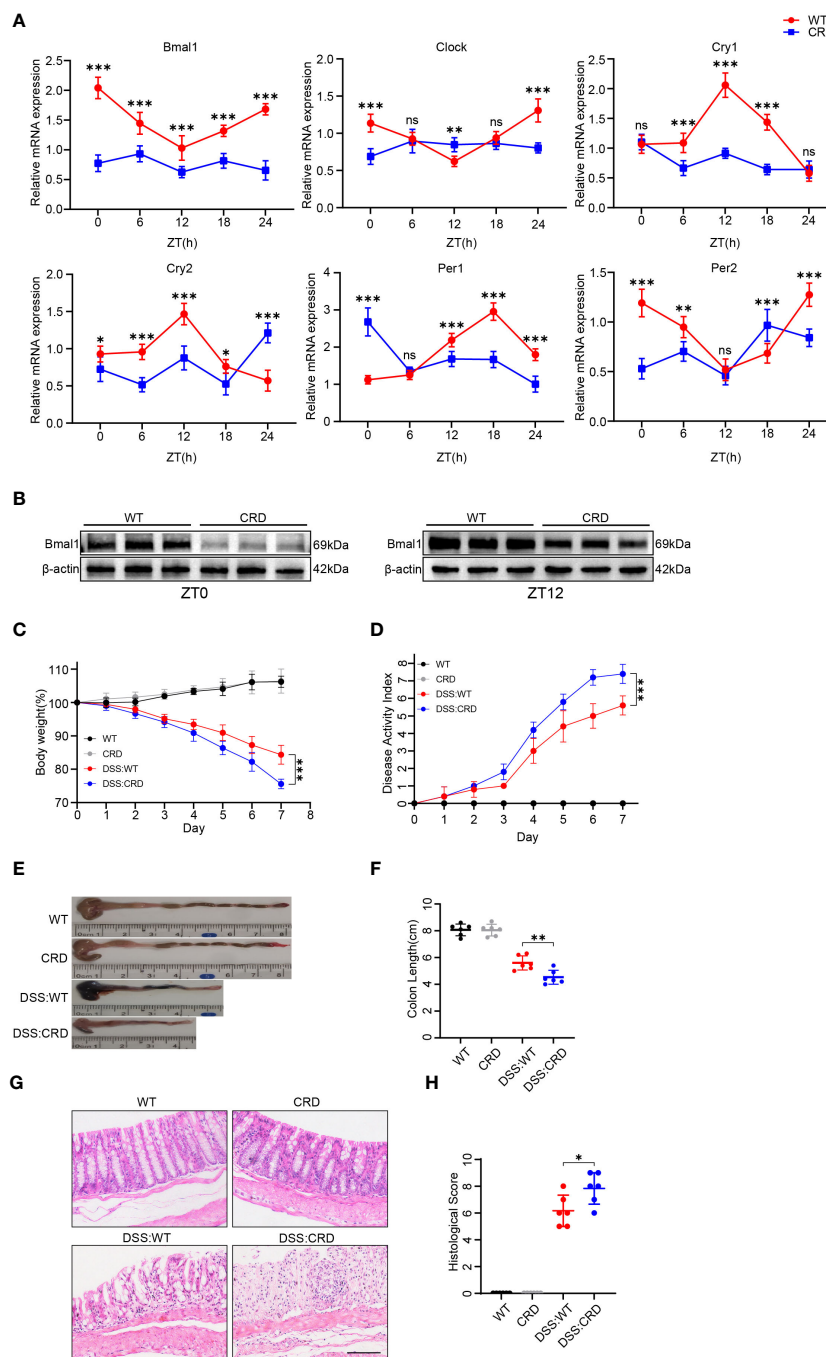 A
WT
CR
Bmal1
Clock
Cry1
Relative mRNA expression
2.5
2.0
1.5
1.0
0.5
0.0
*** *** *** *** ***
0 6 12 18 24
ZT(h)
Relative mRNA expression
2.0
1.5
1.0
0.5
0.0
*** ns ** ns ***
0 6 12 18 24
ZT(h)
Relative mRNA expression
2.5
2.0
1.5
1.0
0.5
0.0
ns *** *** *** ns
0 6 12 18 24
ZT(h)
Cry2
Per1
Per2
Relative mRNA expression
2.0
1.5
1.0
0.5
0.0
* *** *** * ***
0 6 12 18 24
ZT(h)
Relative mRNA expression
4
3
2
1
0
*** ns *** *** ***
0 6 12 18 24
ZT(h)
Relative mRNA expression
1.5
1.0
0.5
0.0
*** ** ns *** ***
0 6 12 18 24
ZT(h)
B
WT CRD
Bmal1 69kDa
β-actin 42kDa
ZT0
WT CRD
Bmal1 69kDa
β-actin 42kDa
ZT12
C
Body weight(%)
110
100
90
80
70
WT
CRD
DSS:WT
DSS:CRD
***
0 1 2 3 4 5 6 7 8
Day
D
Disease Activity Index
8
7
6
5
4
3
2
1
0
WT
CRD
DSS:WT
DSS:CRD
***
0 1 2 3 4 5 6 7
Day
E
WT
CRD
DSS:WT
DSS:CRD
F
Colon Length(cm)
10
8
6
4
2
0
**
WT CRD DSS:WT DSS:CRD
G
WT CRD
DSS:WT DSS:CRD
H
Histological Score
10
8
6
4
2
0
*
WT CRD DSS:WT DSS:CRD